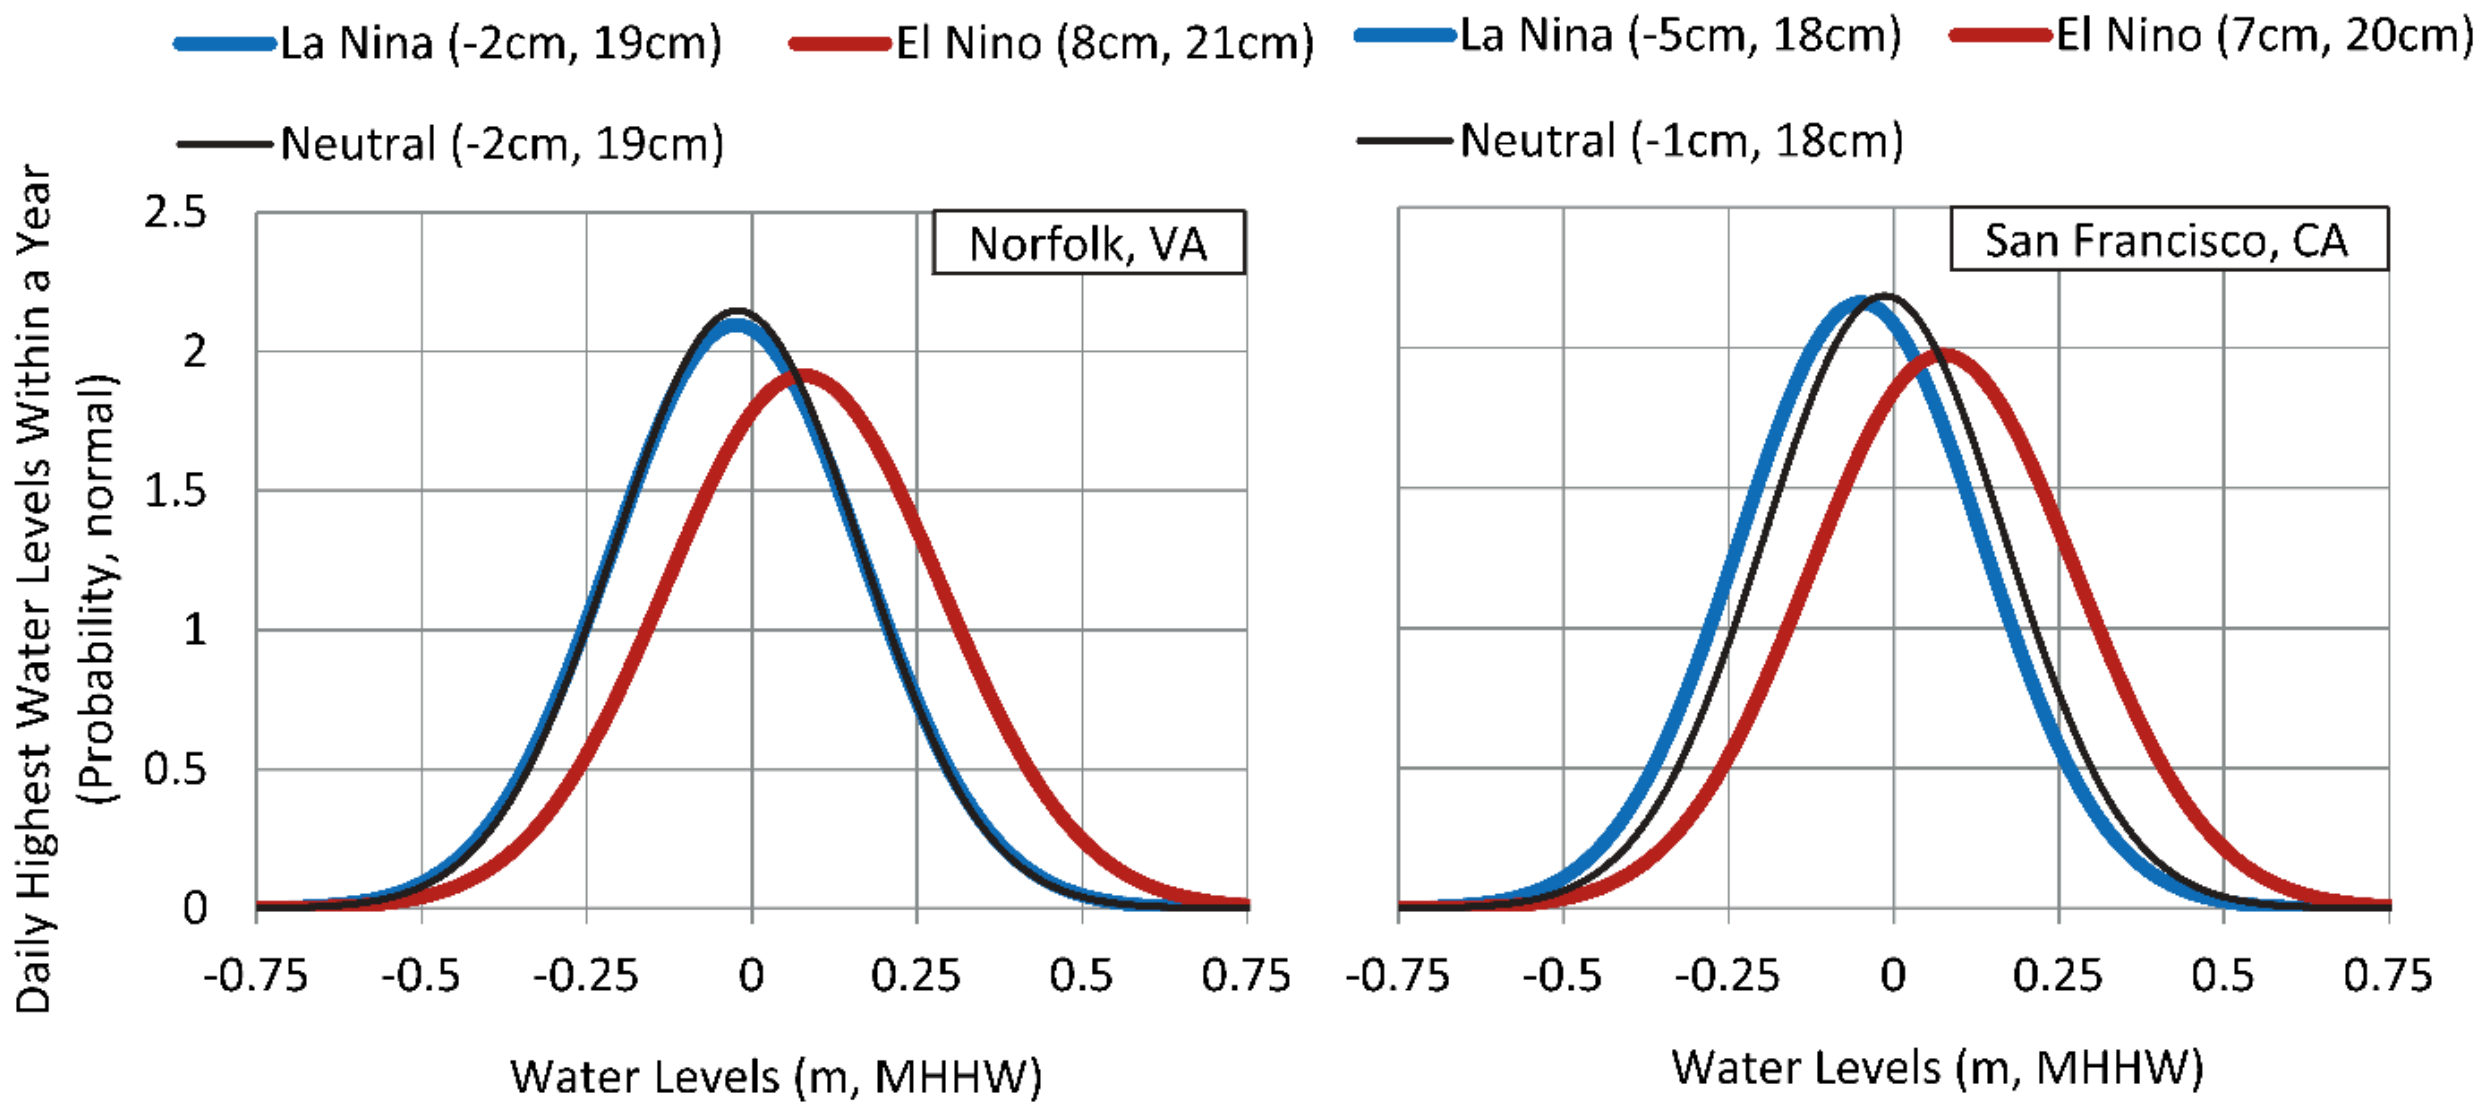 La Nina (-2cm, 19cm)
El Nino (8cm, 21cm)
Neutral (-2cm, 19cm)
La Nina (-5cm, 18cm)
El Nino (7cm, 20cm)
Neutral (-1cm, 18cm)
Daily Highest Water Levels Within a Year
(Probability, normal)
2.5
2
1.5
1
0.5
0
Norfolk, VA
-0.75 -0.5 -0.25 0 0.25 0.5 0.75
Water Levels (m, MHHW)
San Francisco, CA
-0.75 -0.5 -0.25 0 0.25 0.5 0.75
Water Levels (m, MHHW)